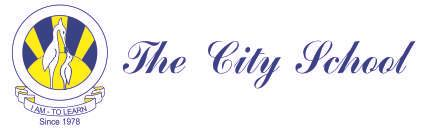 The City School
I AM - TO LEARN
Since 1978